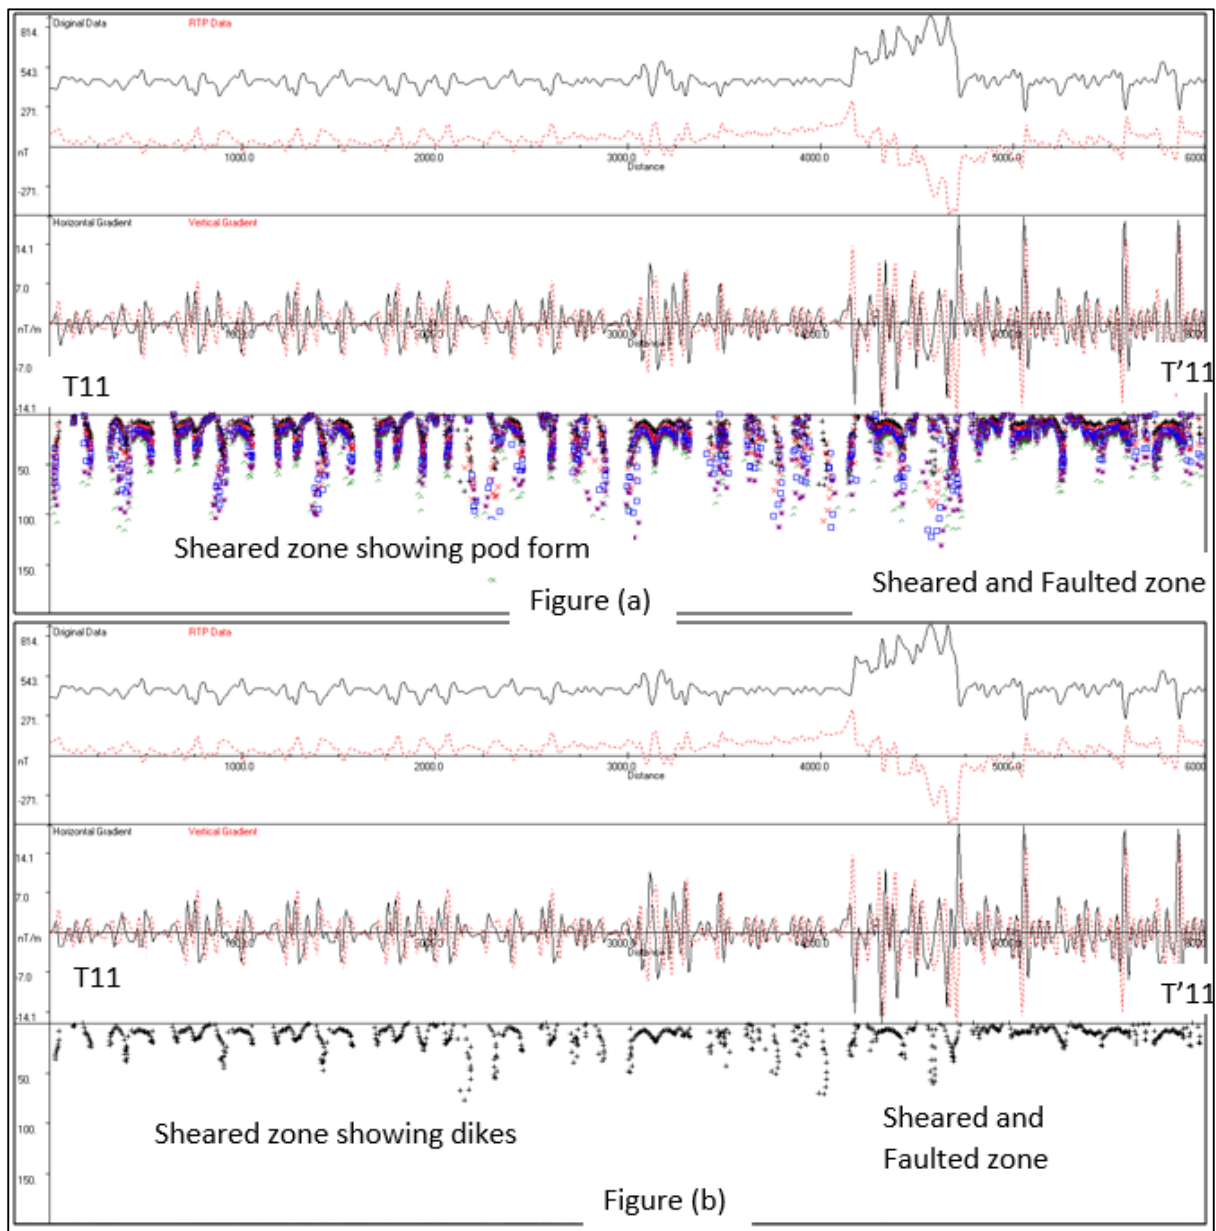 Original Data RTP Data
814.
543.
271.
nT
1000.0 2000.0 3000.0 4000.0 5000.0 6000
Distance
-271.
Horizontal Gradient Vertical Gradient
14.1
7.0
nT/m
3000.0
-7.0
T11 T'11
-14.1
50.
100.
Sheared zone showing pod form
150.
Sheared and Faulted zone
Figure (a)
Original Data RTP Data
814.
543.
271.
nT
1000.0 2000.0 3000.0 4000.0 5000.0 6000
Distance
-271.
Horizontal Gradient Vertical Gradient
14.1
7.0
nT/m
3000.0
-7.0
T11 T'11
-14.1
50.
100.
Sheared zone showing dikes
Sheared and
Faulted zone
150.
Figure (b)